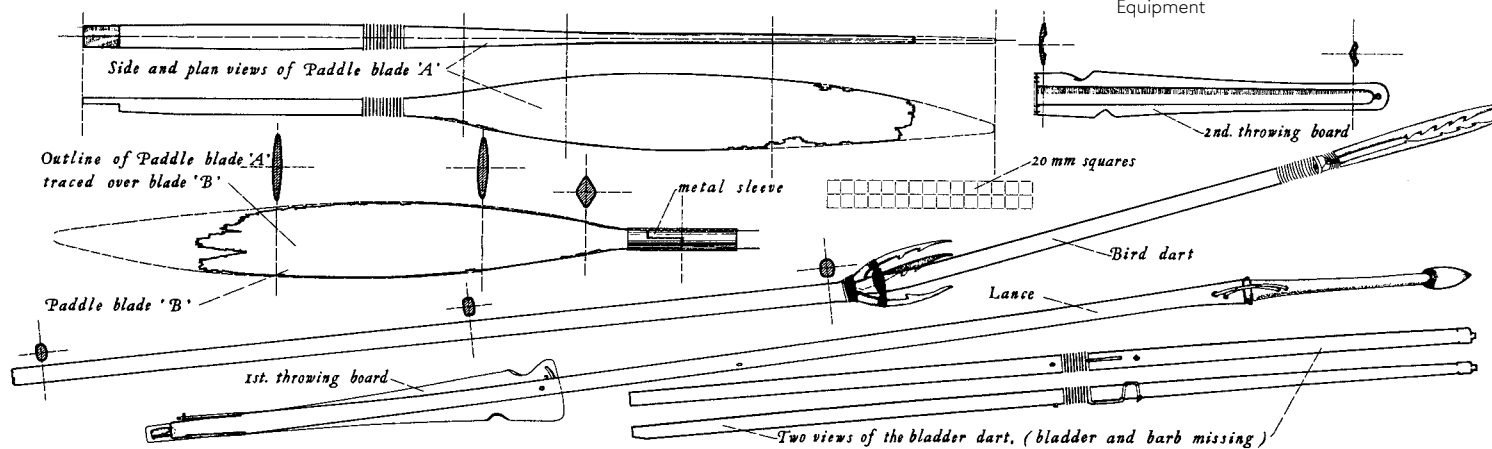 Equipment
Side and plan views of Paddle blade 'A'
2nd. throwing board
Outline of Paddle blade 'A'
traced over blade 'B'
20 mm squares
metal sleeve
Bird dart
Lance
Paddle blade 'B'
1st. throwing board
Two views of the bladder dart, (bladder and barb missing)